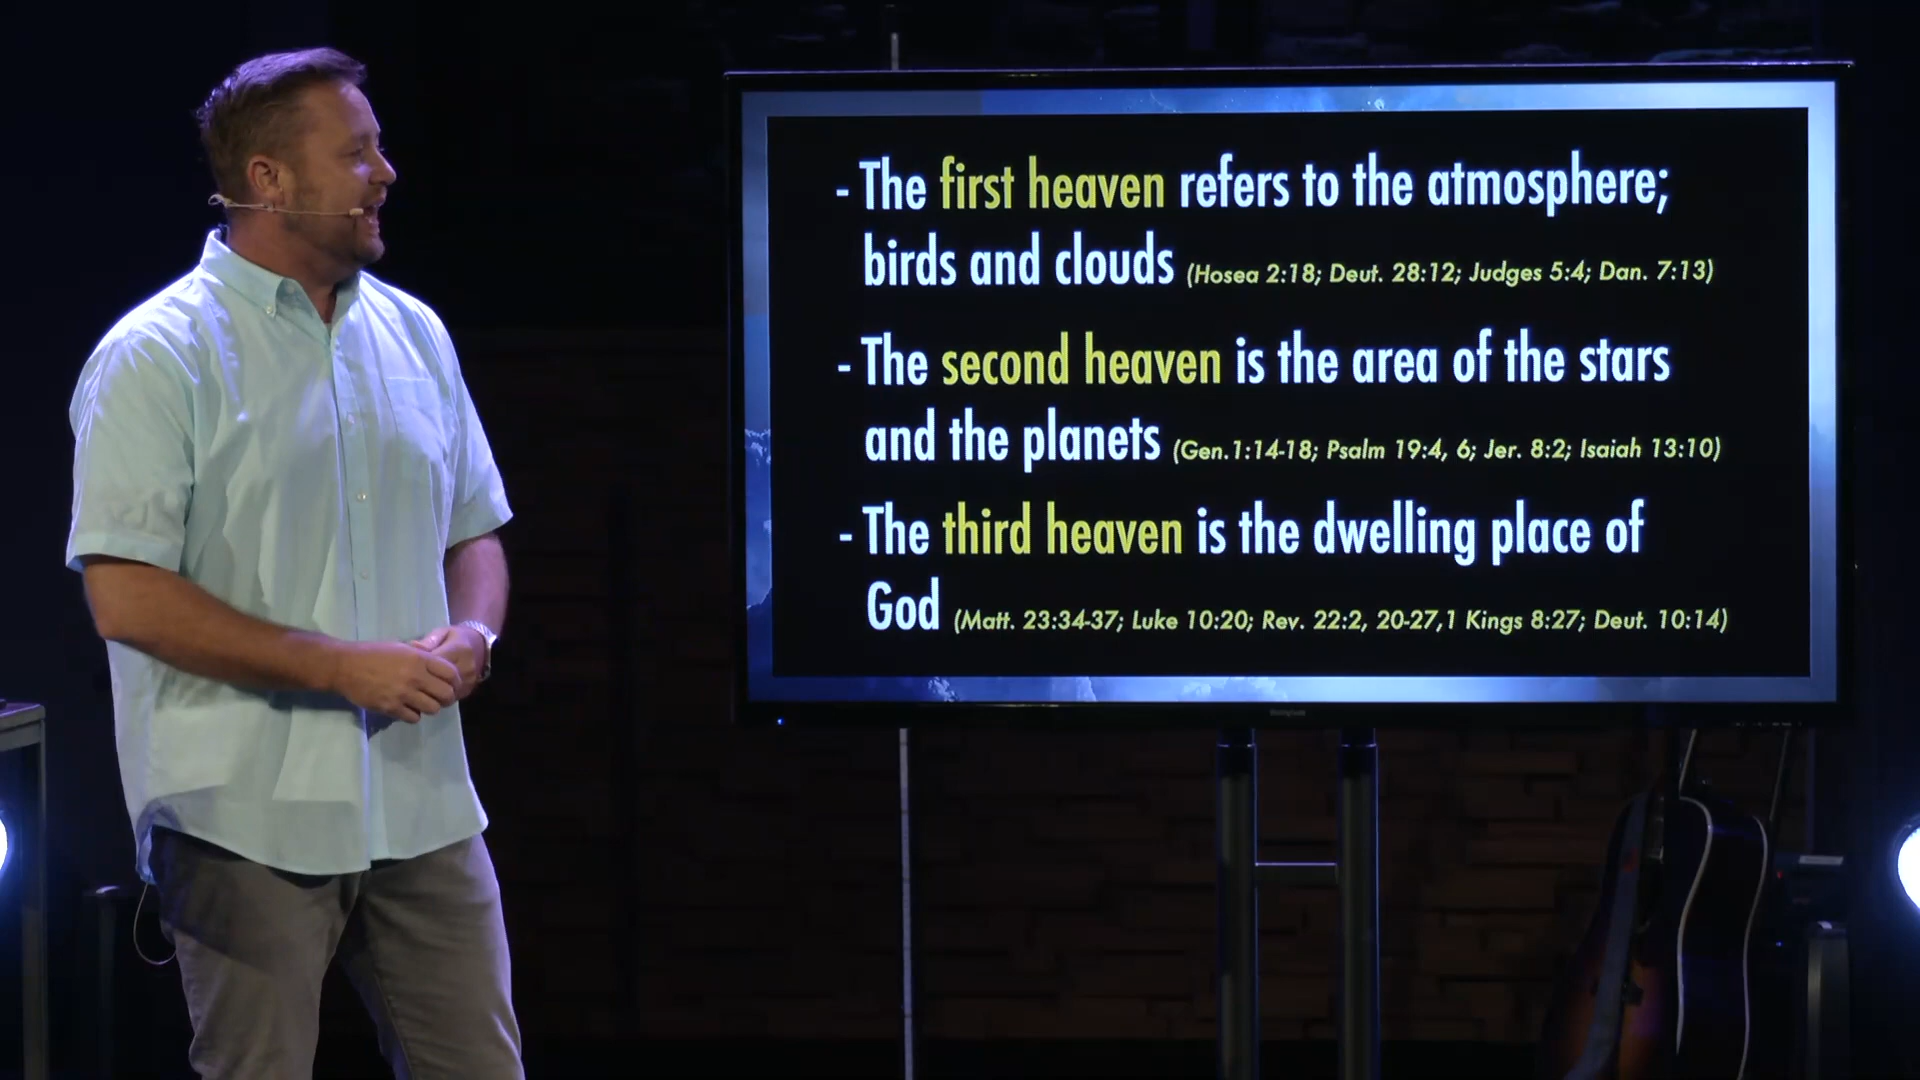 - The first heaven refers to the atmosphere;
birds and clouds (Hosea 2:18; Deut. 28:12; Judges 5:4; Dan. 7:13)
- The second heaven is the area of the stars
and the planets (Gen.1:14-18; Psalm 19:4, 6; Jer. 8:2; Isaiah 13:10)
- The third heaven is the dwelling place of
God (Matt. 23:34-37; Luke 10:20; Rev. 22:2, 20-27,1 Kings 8:27; Deut. 10:14)